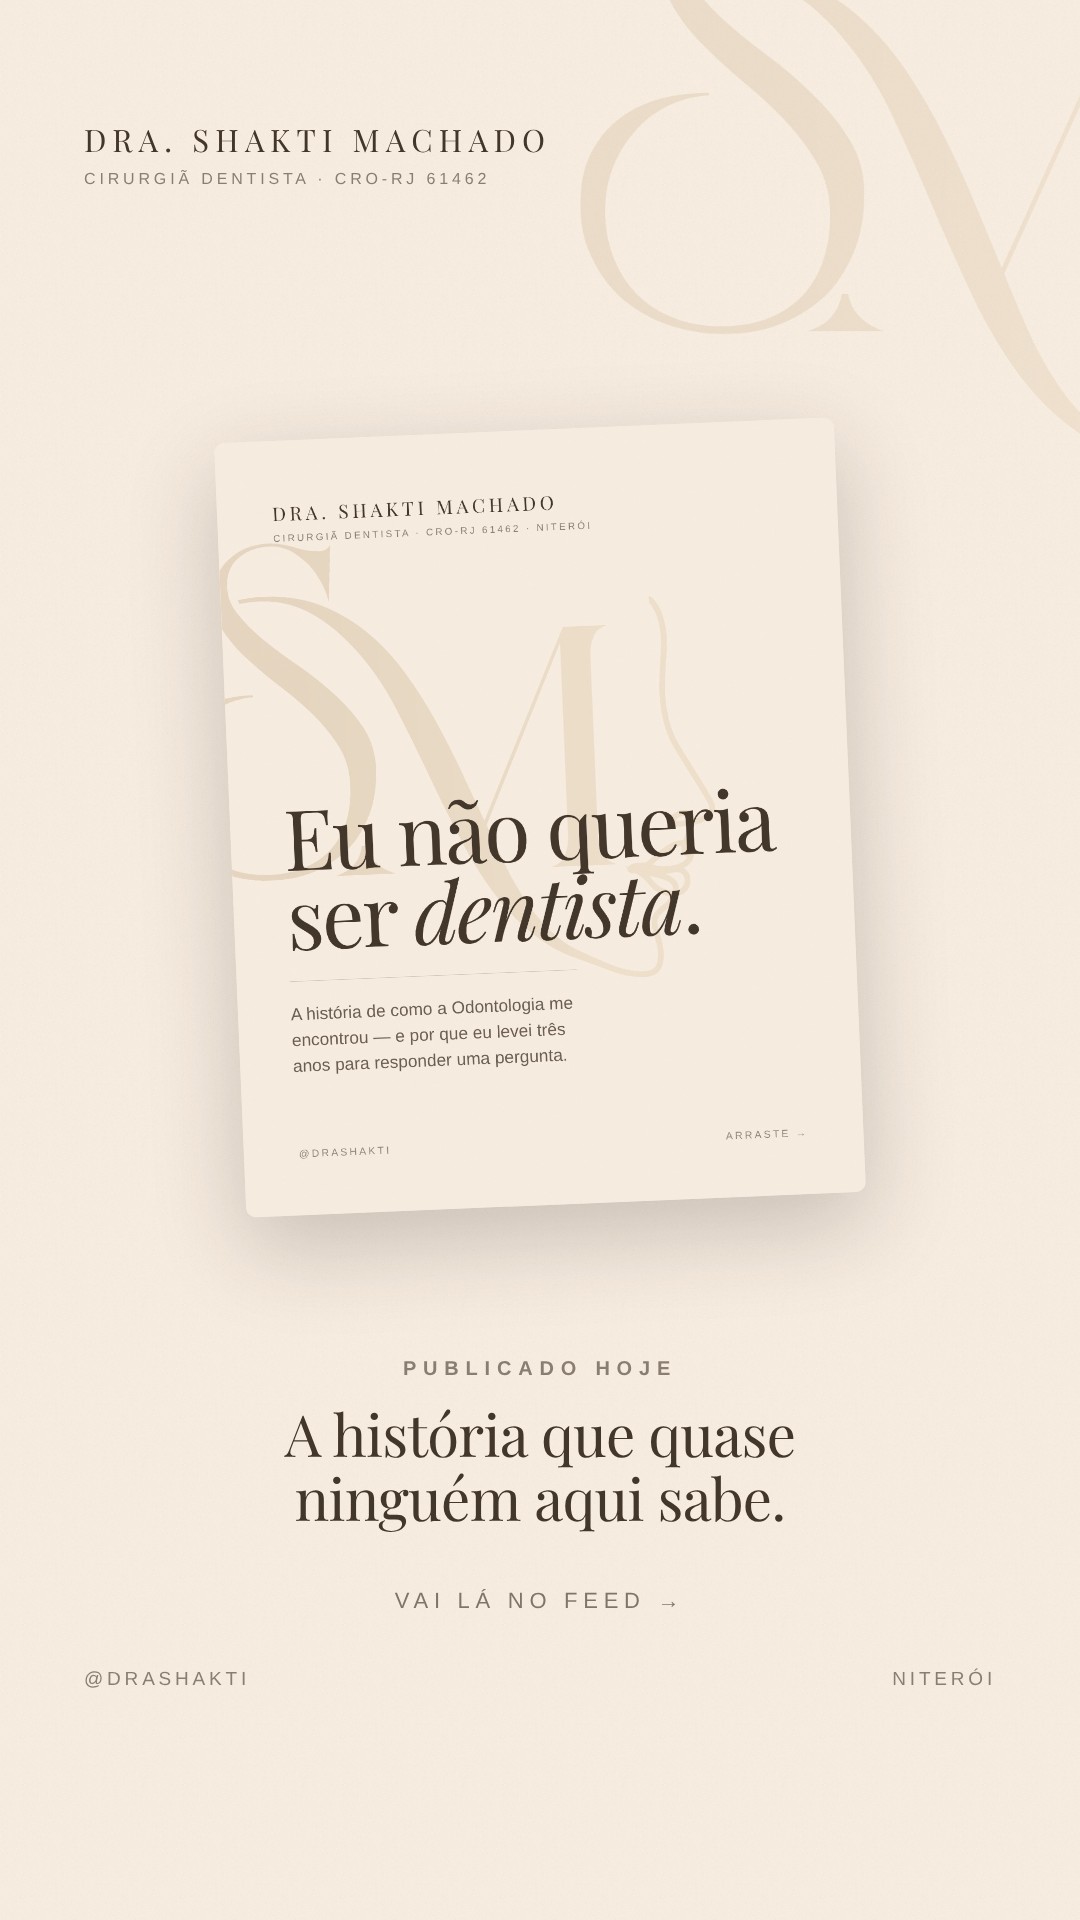 DRA. SHAKTI MACHADO
CIRURGIÃ DENTISTA · CRO-RJ 61462
DRA. SHAKTI MACHADO
CIRURGIÃ DENTISTA · CRO-RJ 61462 · NITERÓI
SM
Eu não queria
ser dentista.
A história de como a Odontologia me
encontrou — e por que eu levei três
anos para responder uma pergunta.
@DRASHAKTI
ARRASTE →
PUBLICADO HOJE
A história que quase
ninguém aqui sabe.
VAI LÁ NO FEED →
@DRASHAKTI
NITERÓI